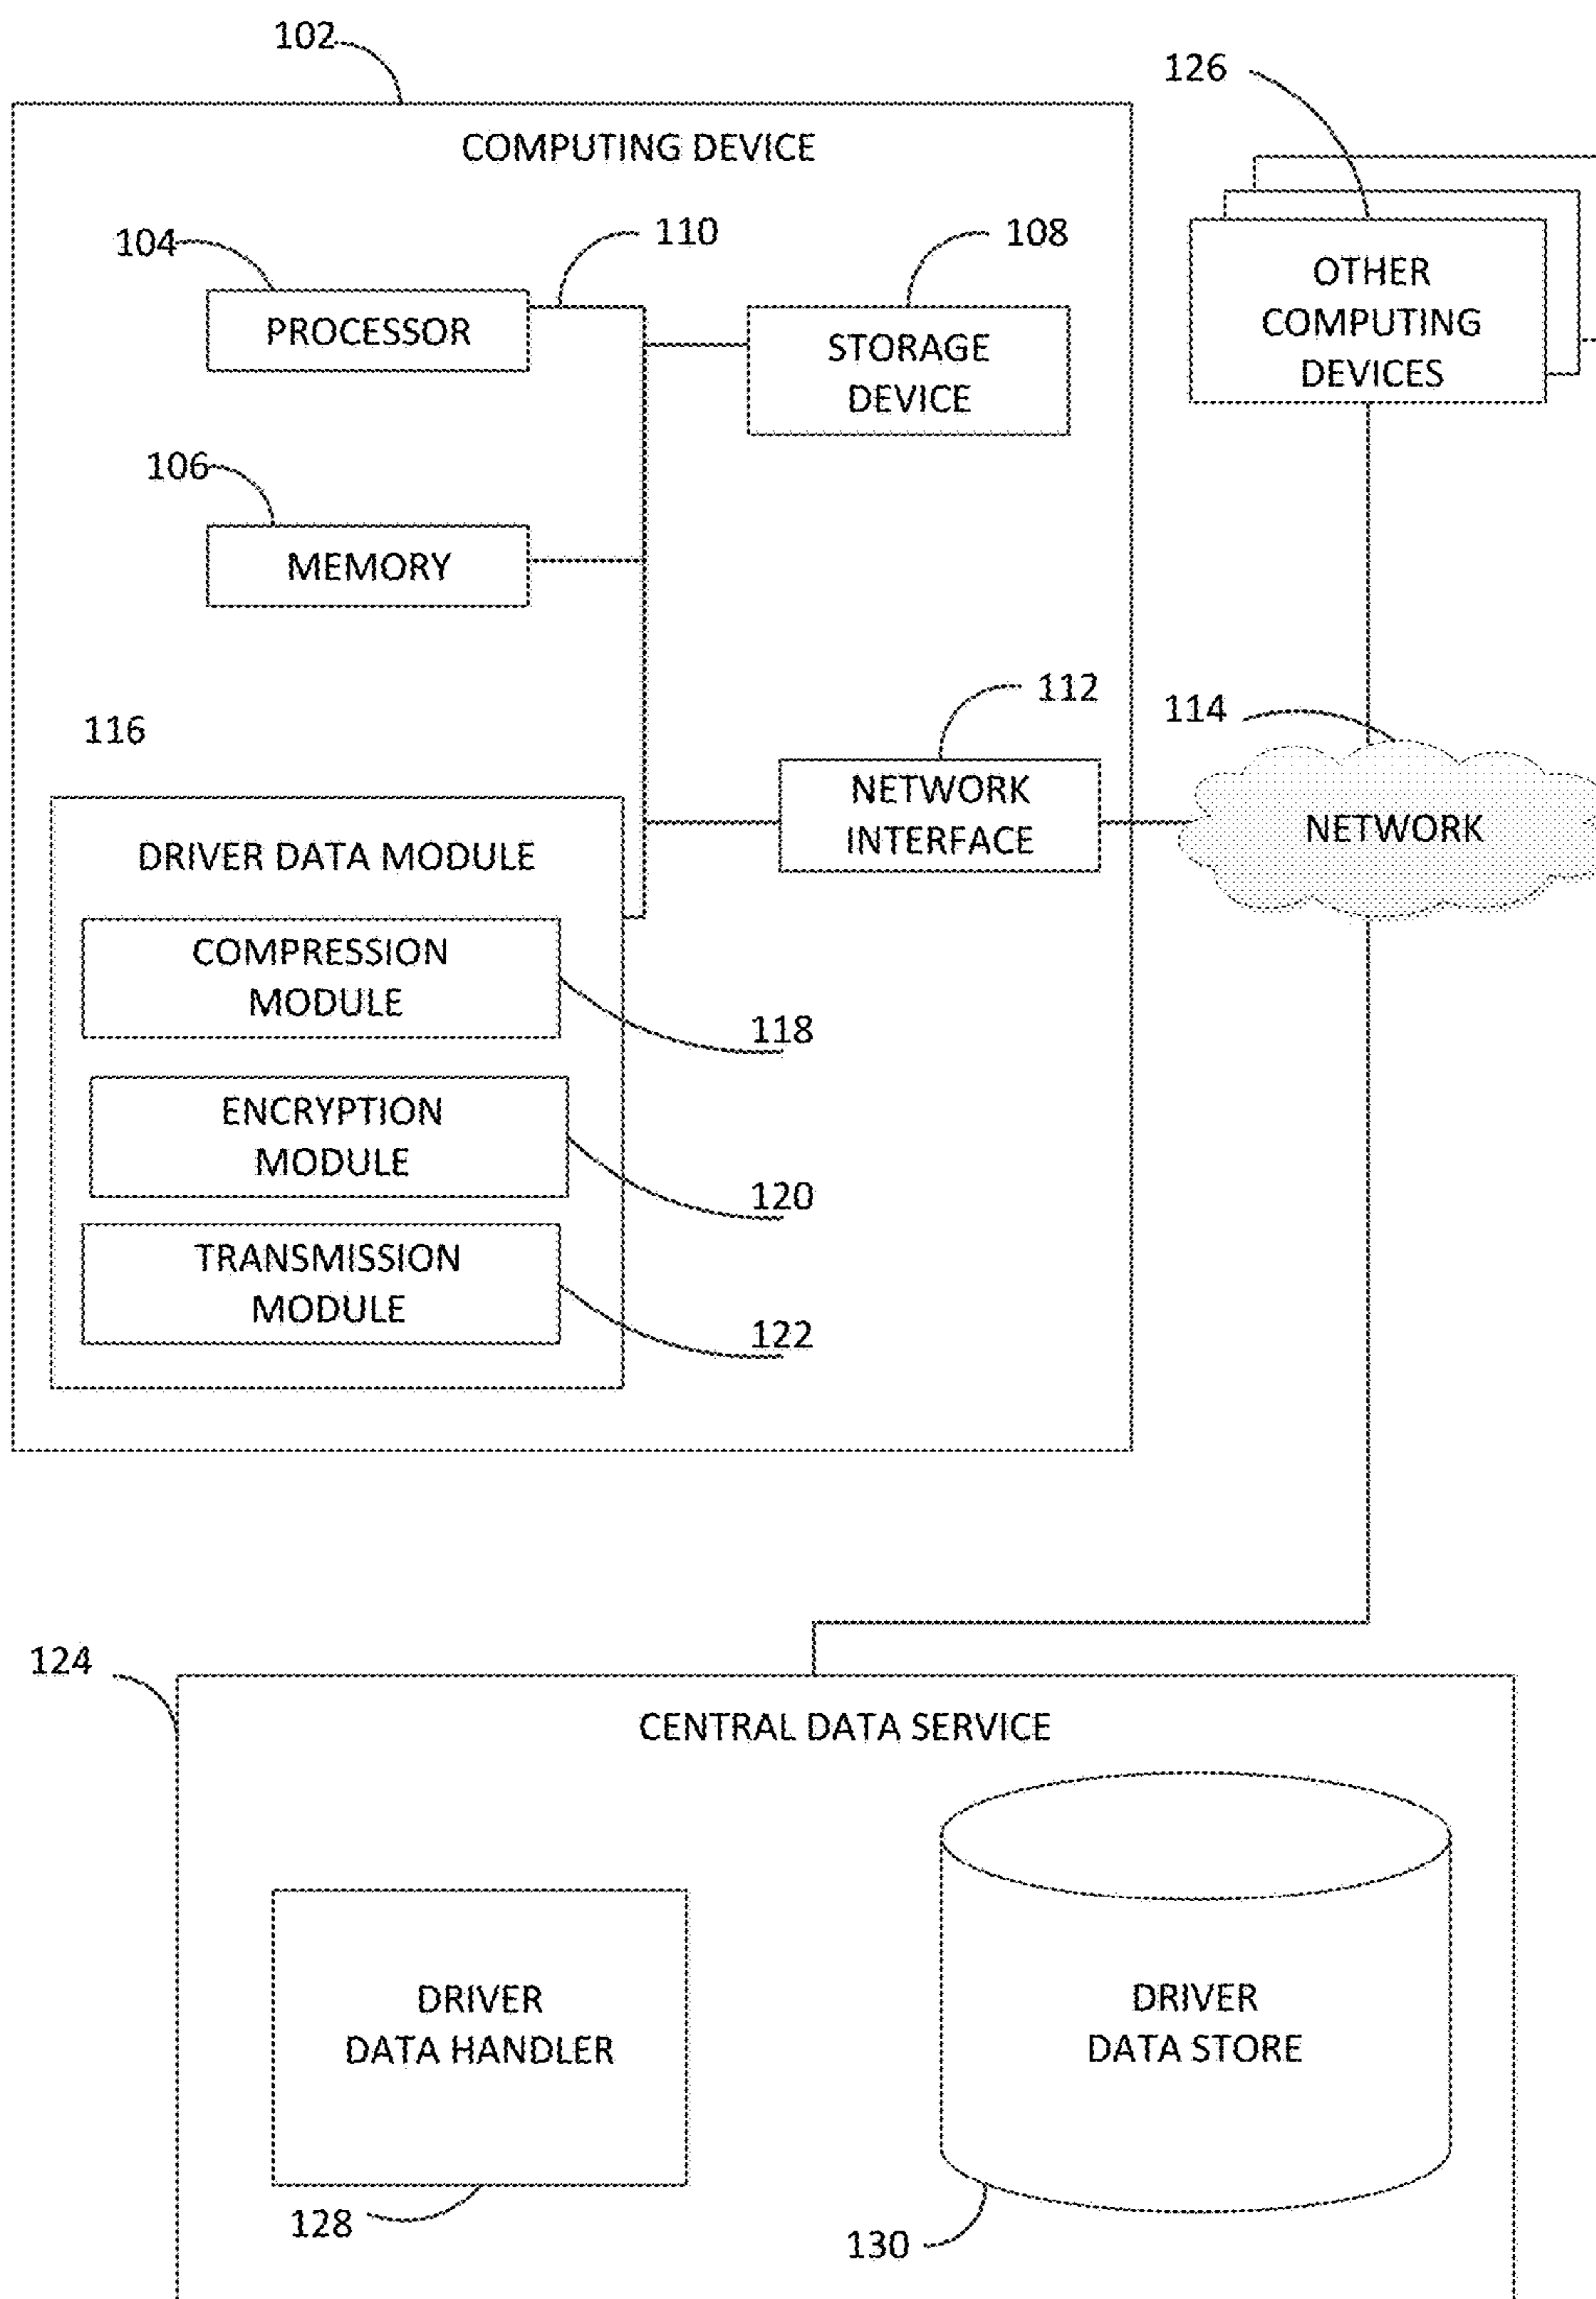 102
126
COMPUTING DEVICE
104
110
108
PROCESSOR
STORAGE
DEVICE
OTHER
COMPUTING
DEVICES
106
MEMORY
112
114
116
NETWORK
INTERFACE
NETWORK
DRIVER DATA MODULE
COMPRESSION
MODULE
118
ENCRYPTION
MODULE
120
TRANSMISSION
MODULE
122
124
CENTRAL DATA SERVICE
DRIVER
DATA HANDLER
DRIVER
DATA STORE
128
130